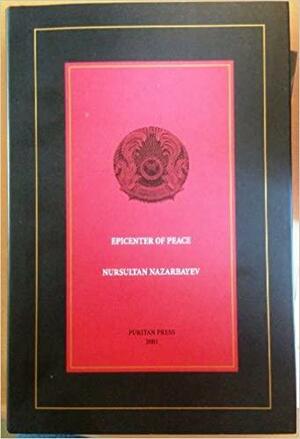 EPICENTER OF PEACE
NURSULTAN NAZARBAYEV
PURITAN PRESS
2001